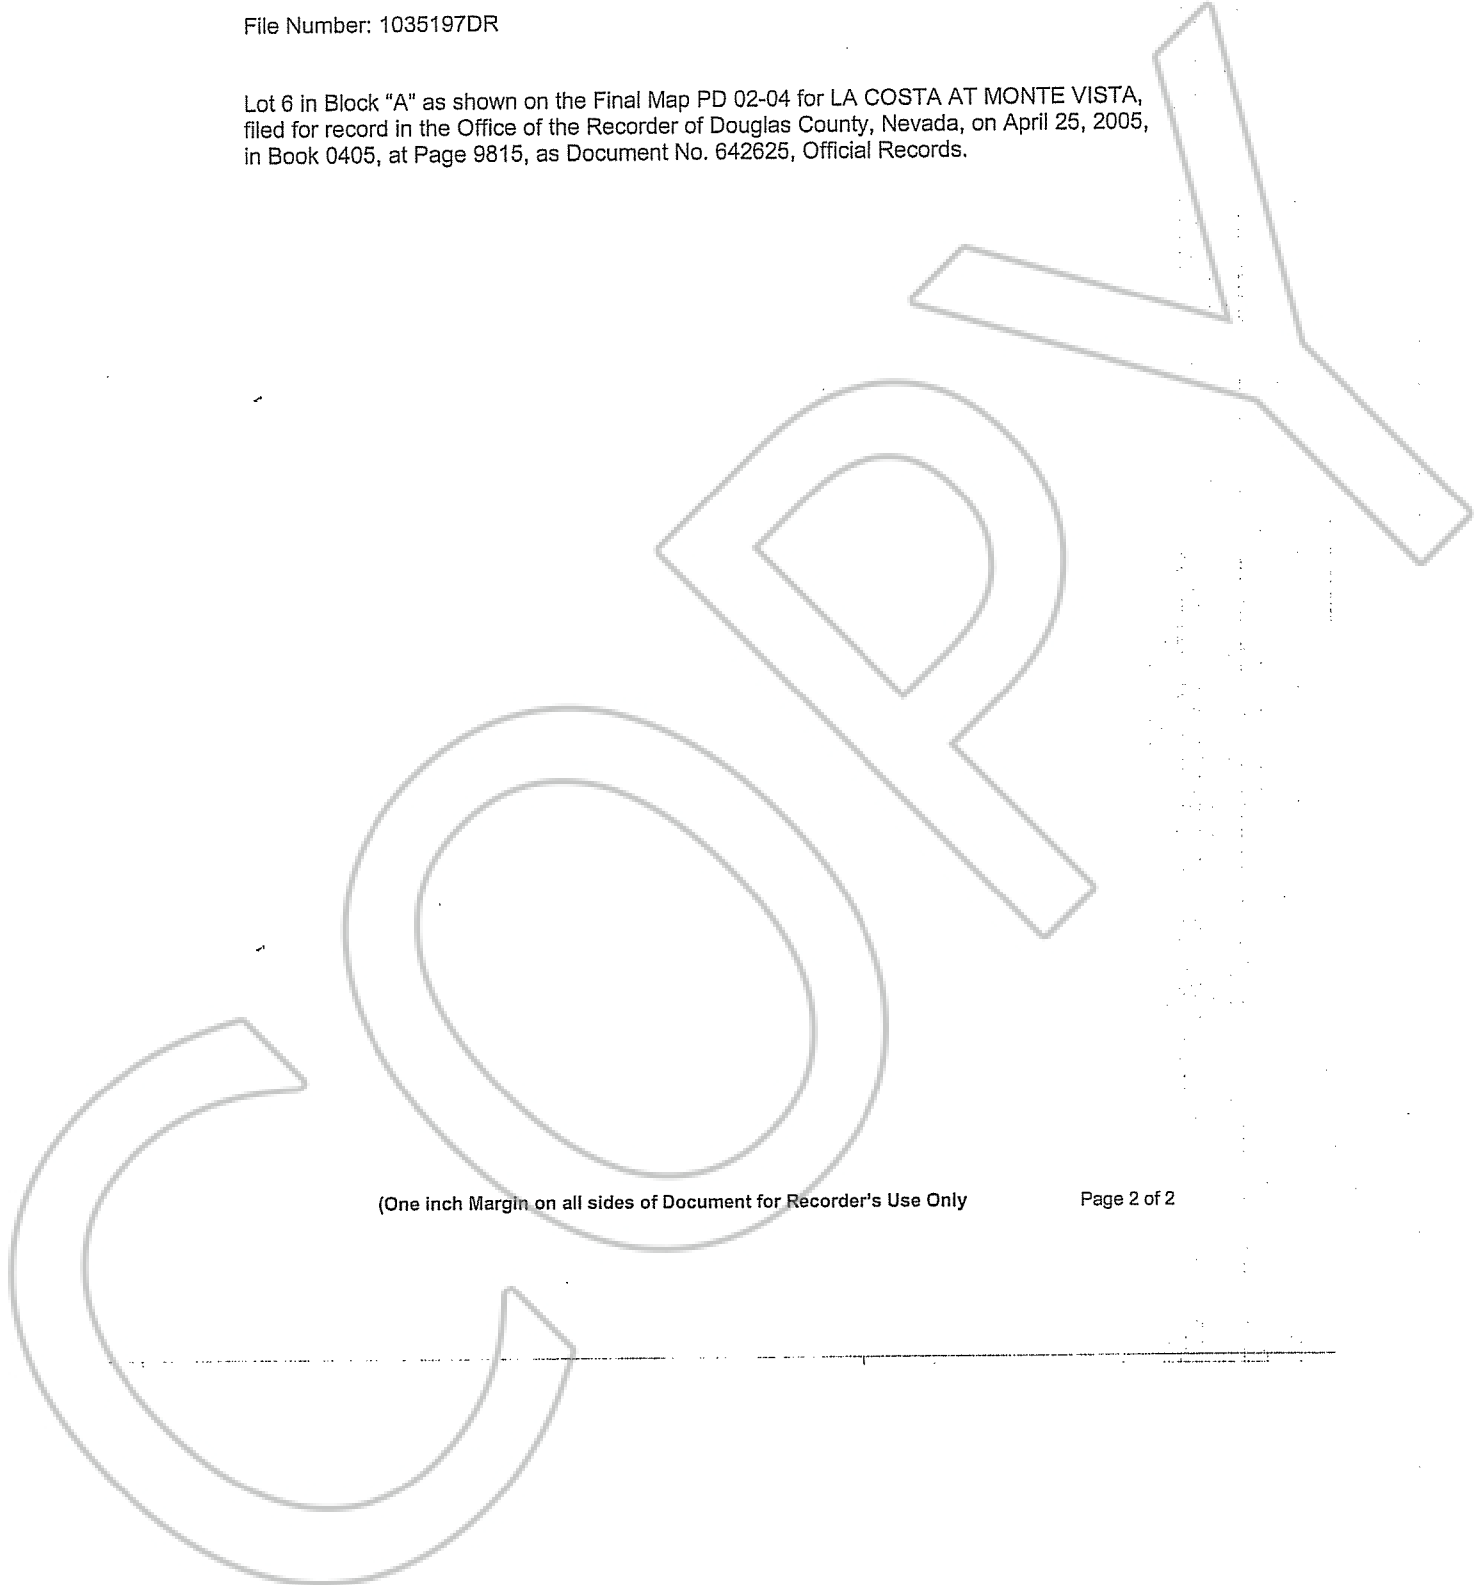 File Number: 1035197DR
Lot 6 in Block "A" as shown on the Final Map PD 02-04 for LA COSTA AT MONTE VISTA,
filed for record in the Office of the Recorder of Douglas County, Nevada, on April 25, 2005,
in Book 0405, at Page 9815, as Document No. 642625, Official Records.
COPY
(One inch Margin on all sides of Document for Recorder's Use Only
Page 2 of 2